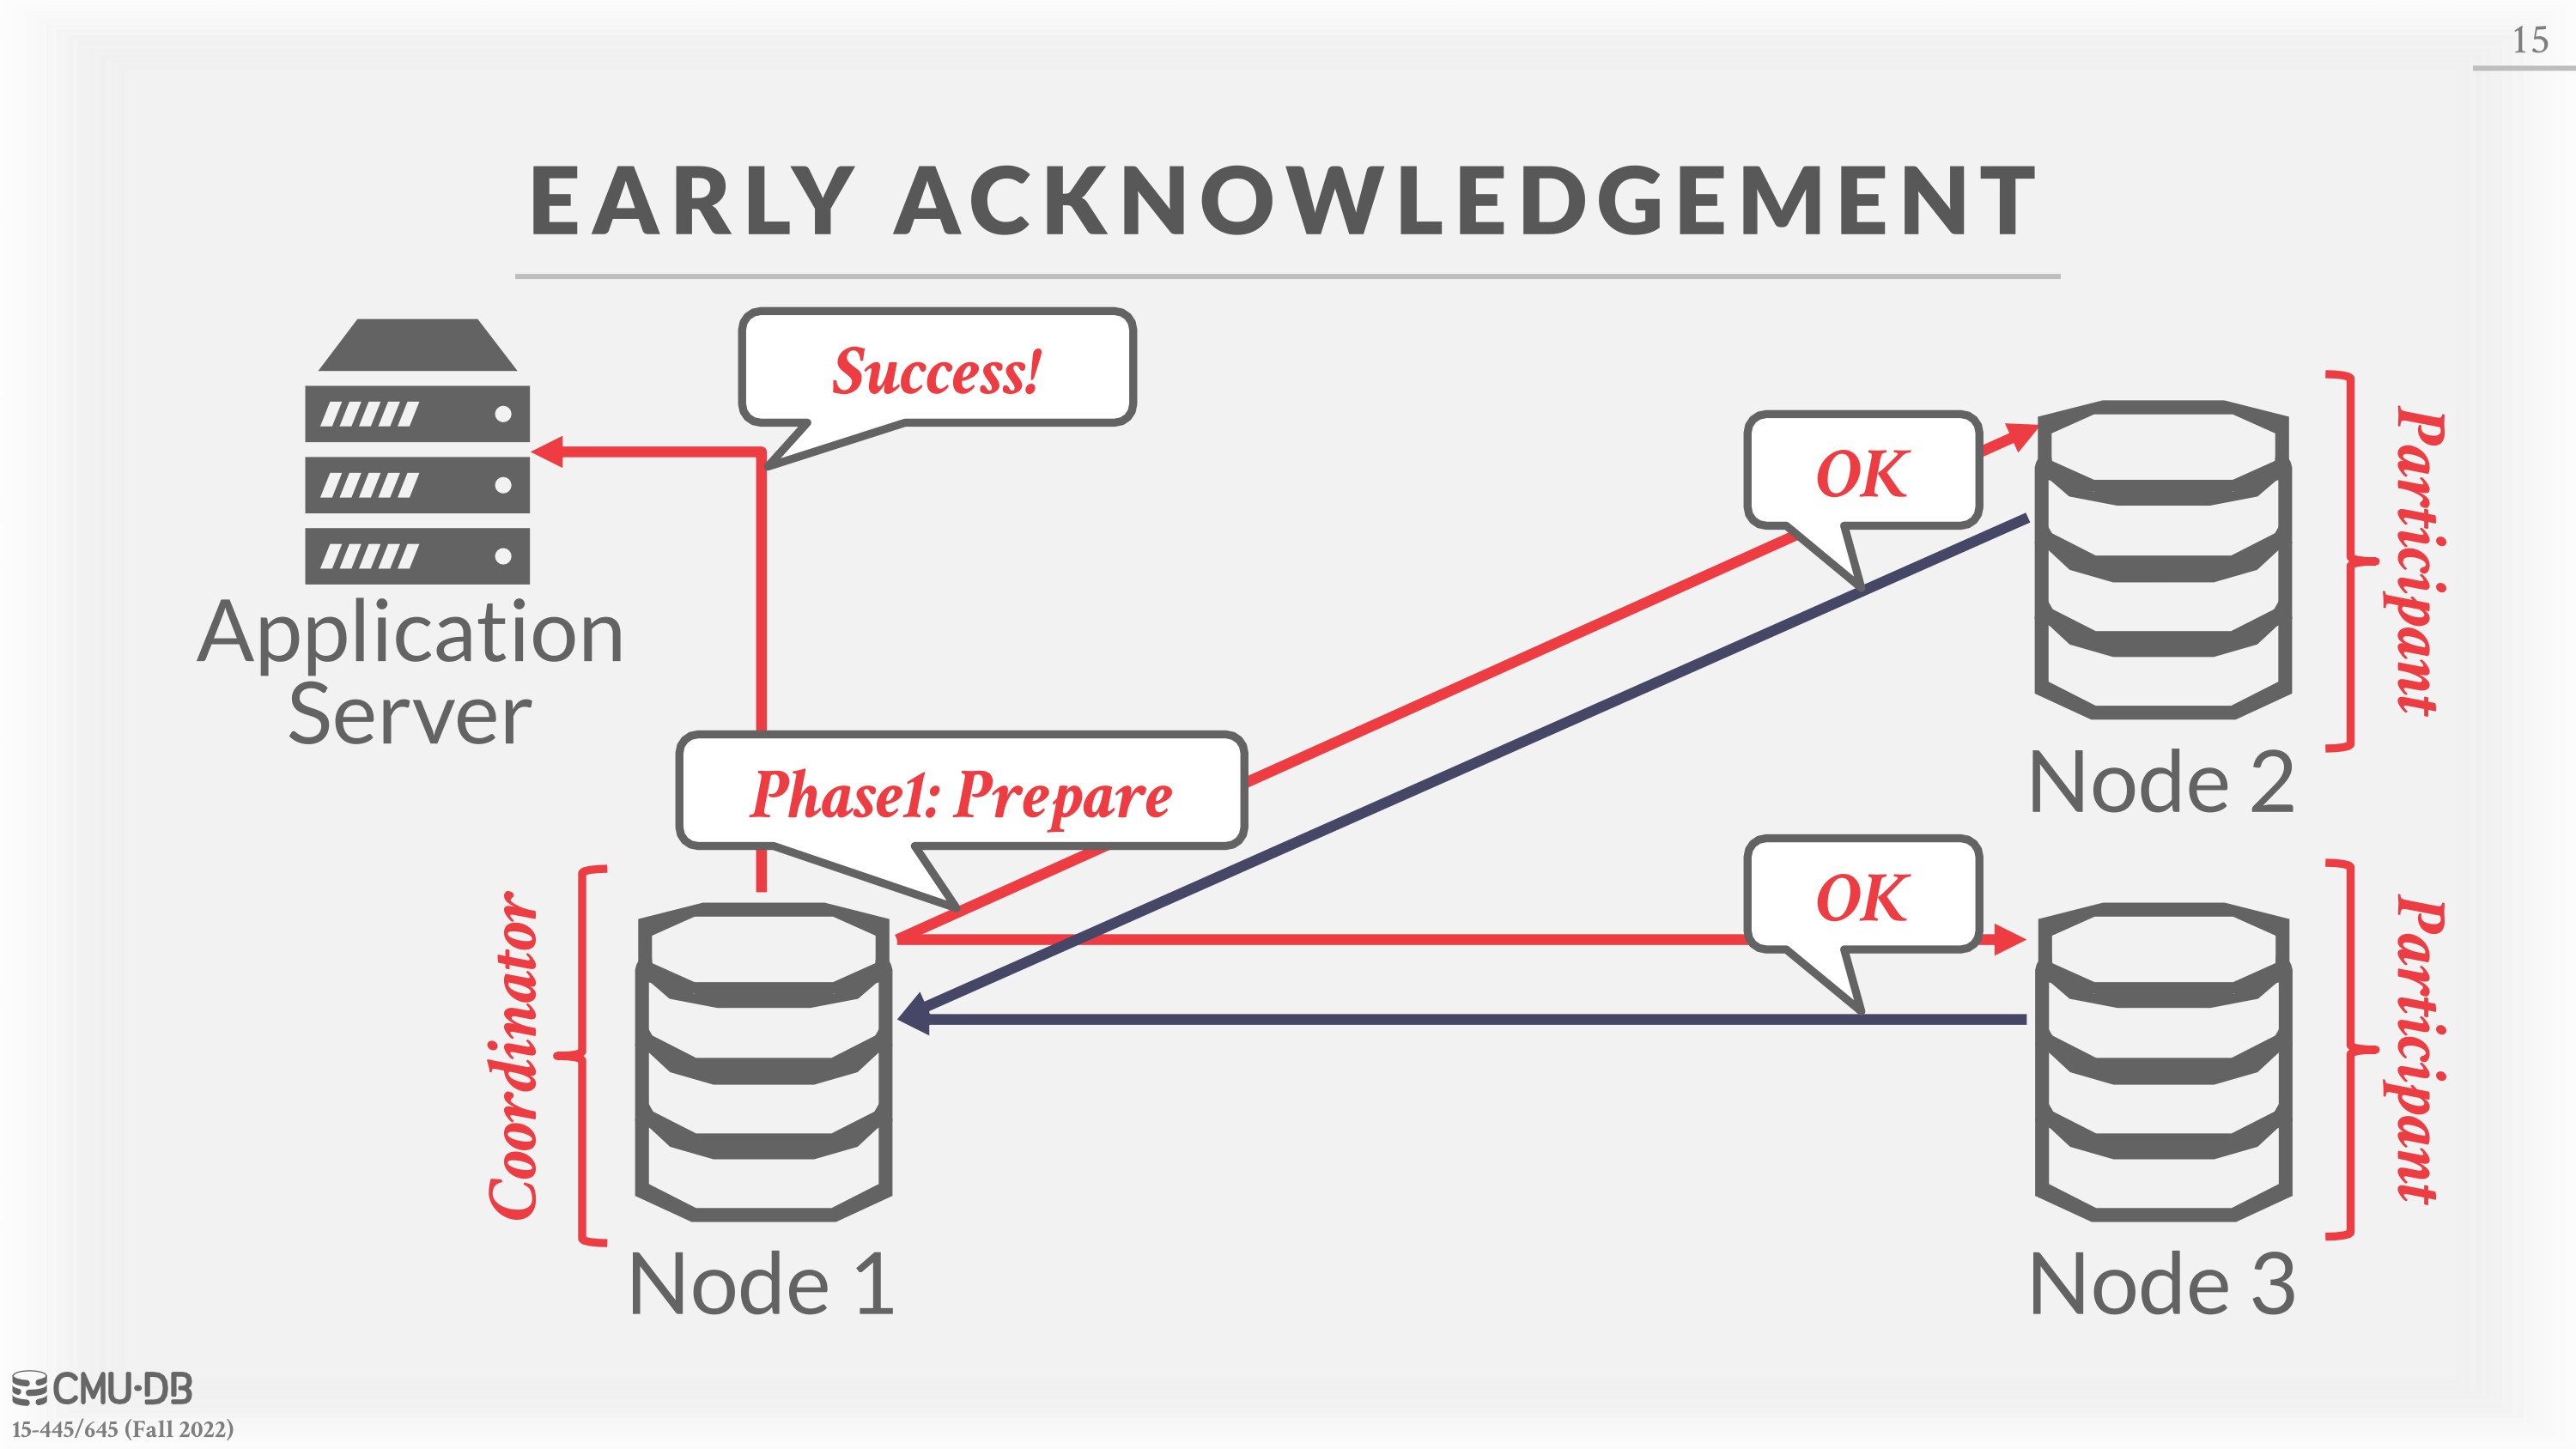 15
EARLY ACKNOWLEDGEMENT
Success!
OK
Participant
Application
Server
Phase1: Prepare
Node 2
OK
Coordinator
Participant
Node 1
Node 3
CMU·DB
15-445/645 (Fall 2022)